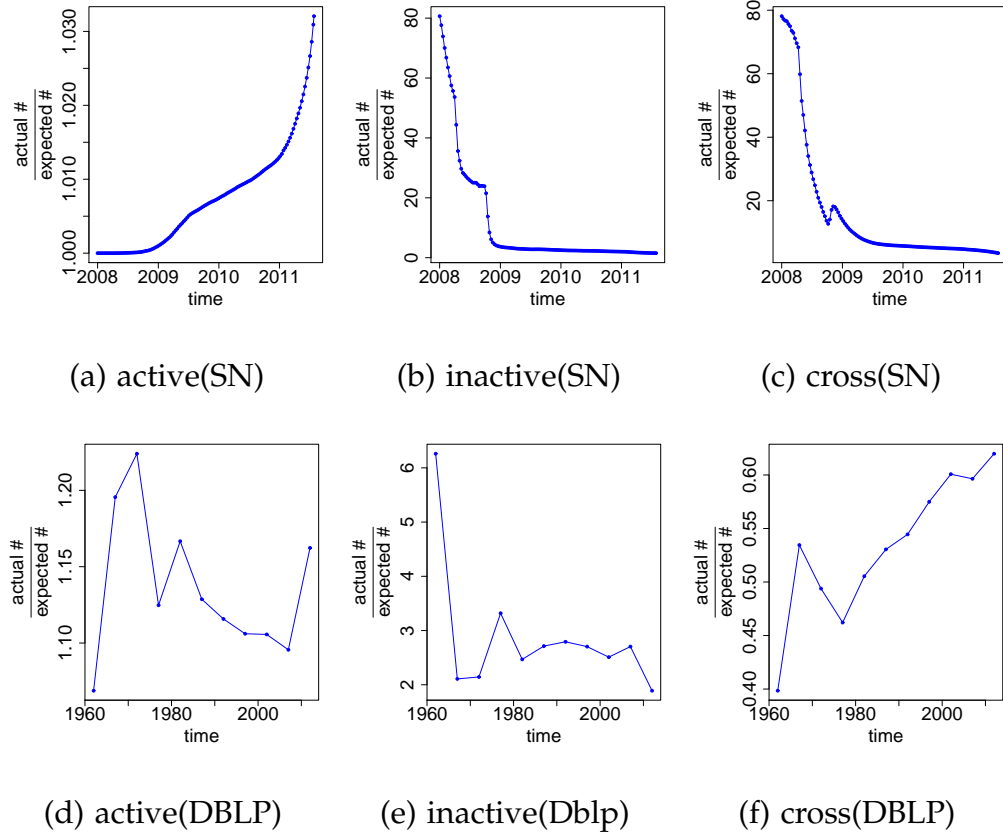 actual #
expected #
1.000
1.010
1.020
1.030
2008 2009 2010 2011
time
(a) active(SN)
actual #
expected #
0
20
40
60
80
2008 2009 2010 2011
time
(b) inactive(SN)
actual #
expected #
20
40
60
80
2008 2009 2010 2011
time
(c) cross(SN)
actual #
expected #
1.10
1.15
1.20
1960 1980 2000
time
(d) active(DBLP)
actual #
expected #
2
3
4
5
6
1960 1980 2000
time
(e) inactive(Dblp)
actual #
expected #
0.40
0.45
0.50
0.55
0.60
1960 1980 2000
time
(f) cross(DBLP)